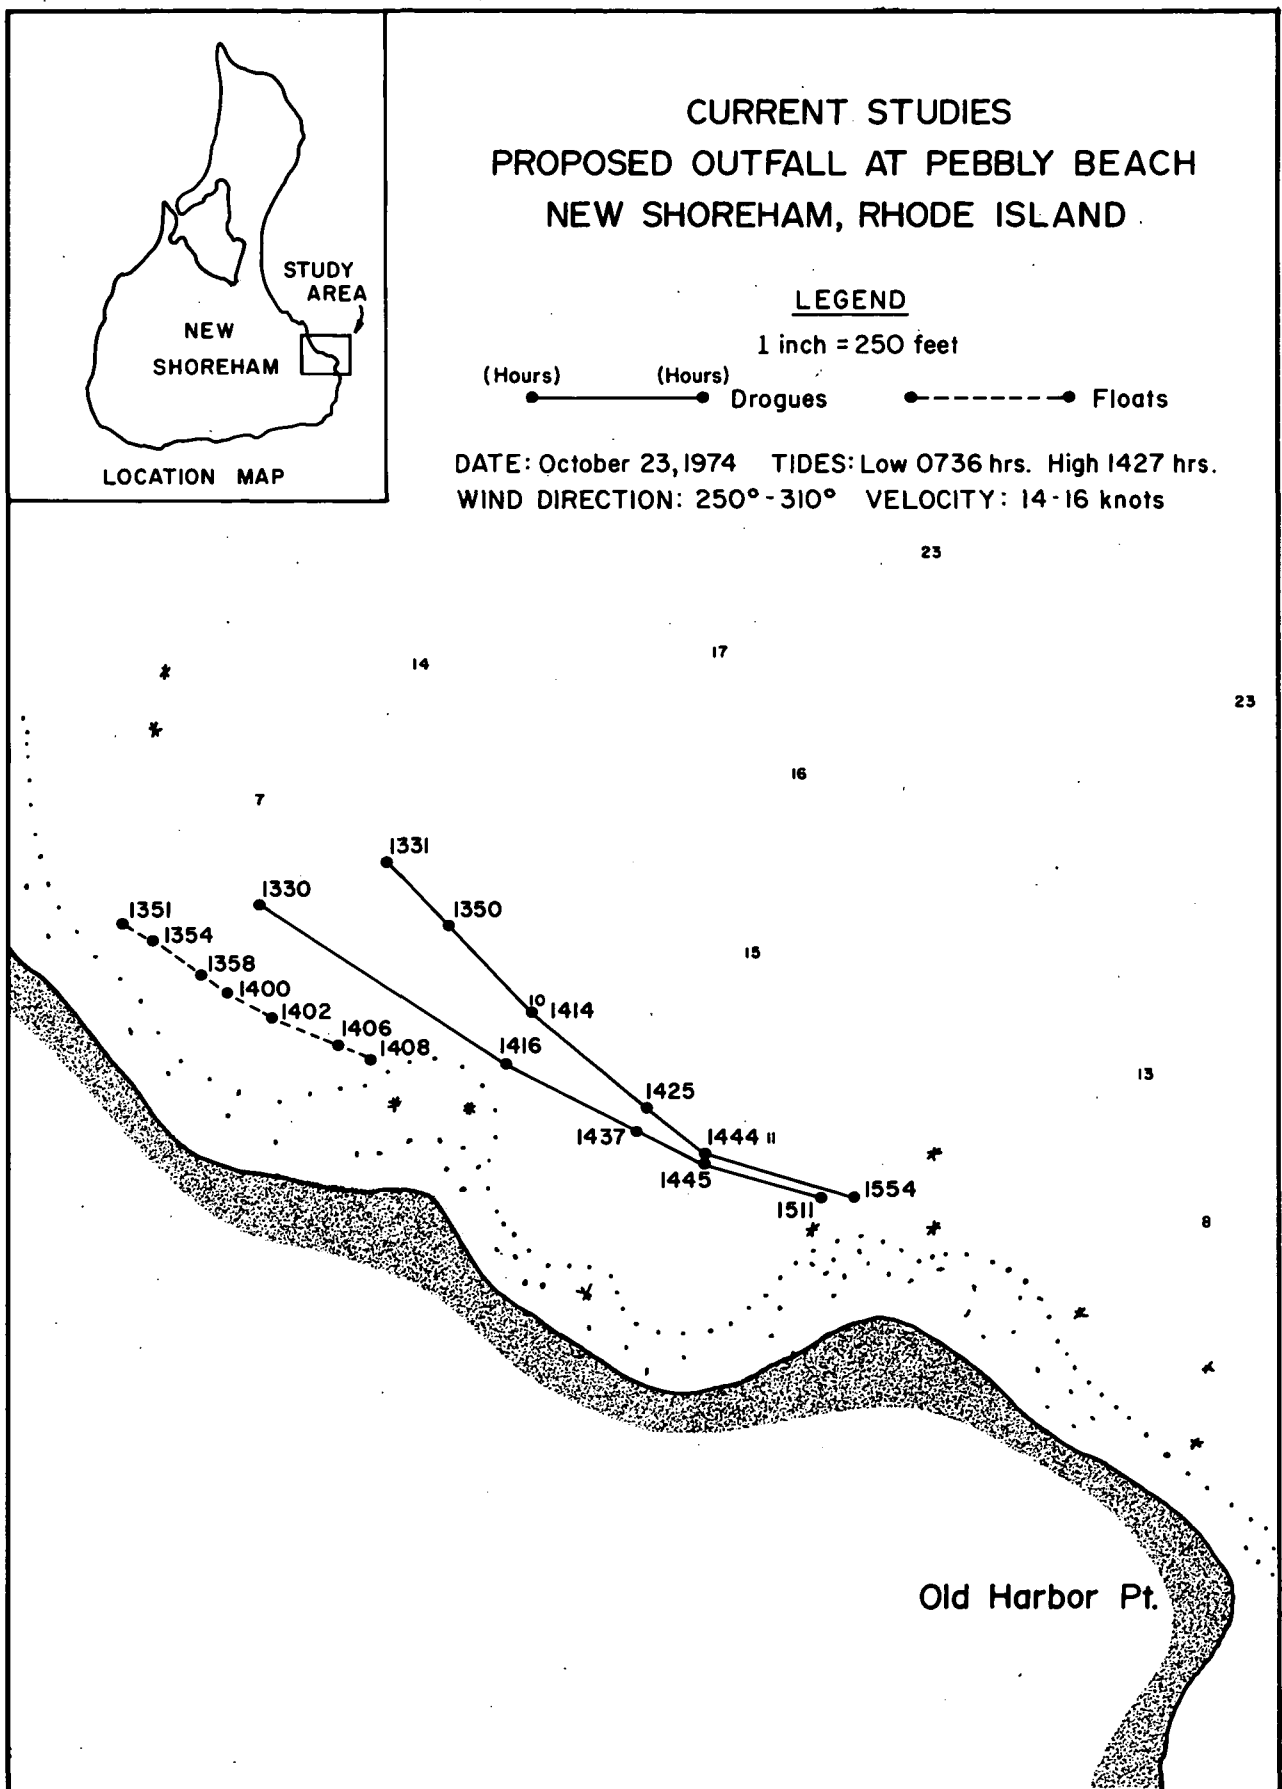 CURRENT STUDIES
PROPOSED OUTFALL AT PEBBLY BEACH
NEW SHOREHAM, RHODE ISLAND
STUDY
AREA
NEW
SHOREHAM
LOCATION MAP
LEGEND
1 inch = 250 feet
(Hours) (Hours) Drogues Floats
DATE: October 23, 1974 TIDES: Low 0736 hrs. High 1427 hrs.
WIND DIRECTION: 250° - 310° VELOCITY: 14 - 16 knots
23
17
14
23
16
7
1331
1330
1351
1350
1354
15
1358
1400
10
1414
1402
1406
1416
1408
13
1425
1437
1444 11
1445
1554
1511
8
Old Harbor Pt.